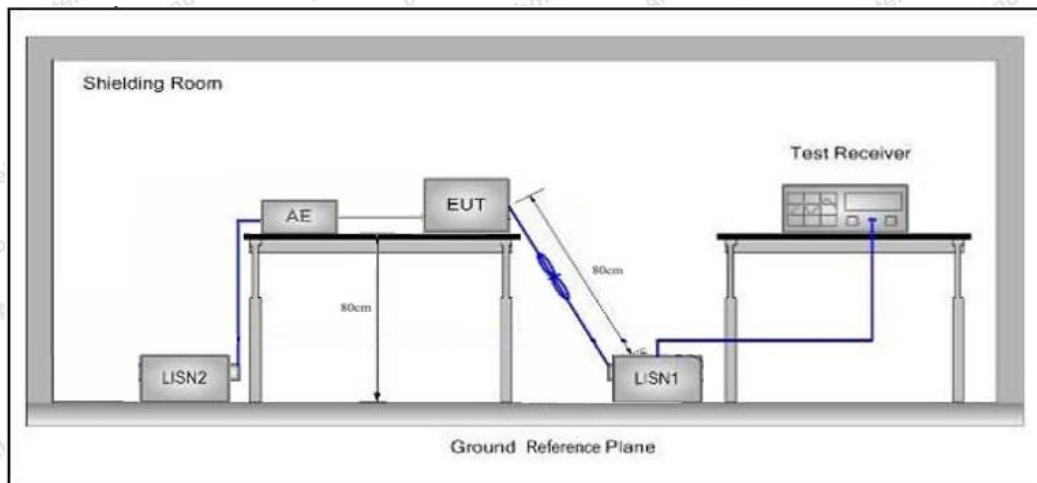 Shielding Room
Test Receiver
AE
EUT
80cm
80cm
LISN2
LISN1
Ground Reference Plane